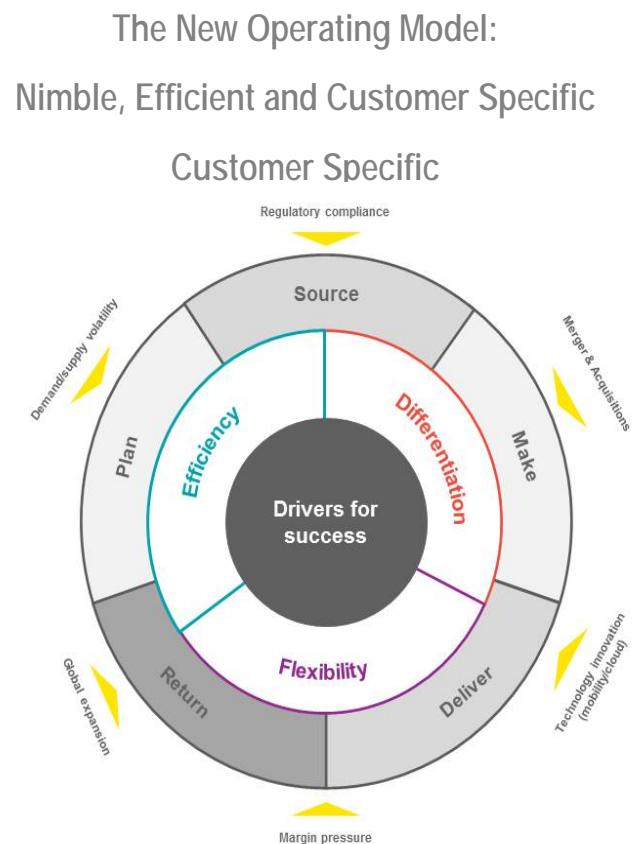 The New Operating Model:
Nimble, Efficient and Customer Specific
Customer Specific
Regulatory compliance
Demand/supply volatility
Merger & Acquisitions
Source
Plan
Make
Efficiency
Differentiation
Drivers for
success
Flexibility
Return
Deliver
Global expansion
Technology innovation
(mobility/cloud)
Margin pressure